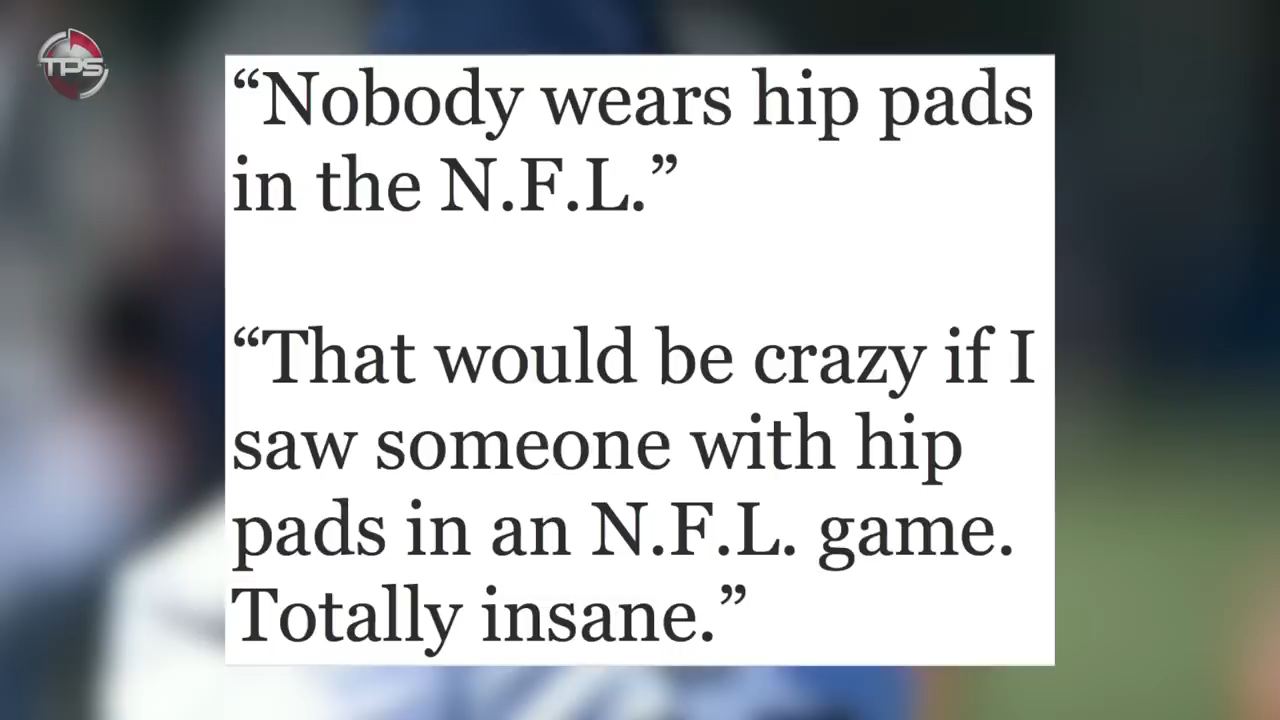 TPS
“Nobody wears hip pads
in the N.F.L.”
“That would be crazy if I
saw someone with hip
pads in an N.F.L. game.
Totally insane.”